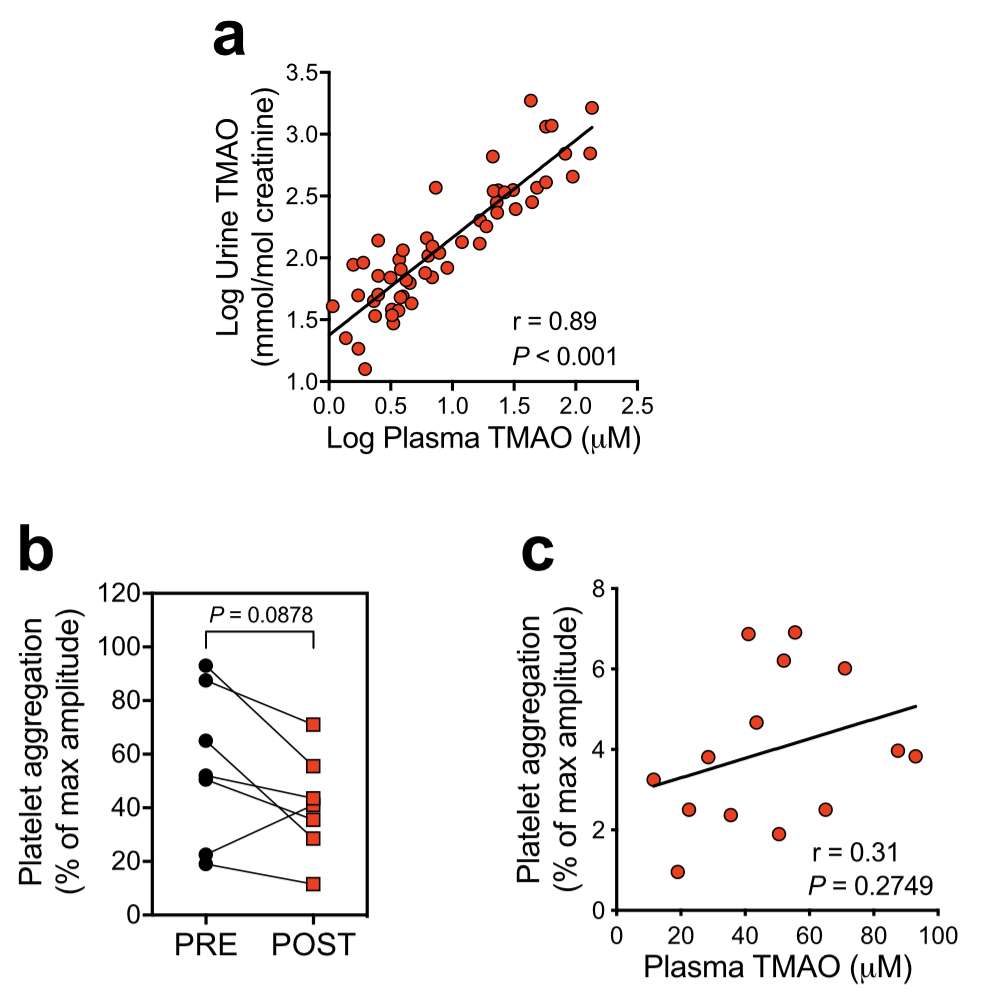 a
Log Urine TMAO
(mmol/mol creatinine)
3.5
3.0
2.5
2.0
1.5
1.0
r = 0.89
P < 0.001
0.0 0.5 1.0 1.5 2.0 2.5
Log Plasma TMAO (μM)
b
Platelet aggregation
(% of max amplitude)
120
100
80
60
40
20
0
P = 0.0878
PRE POST
c
Platelet aggregation
(% of max amplitude)
8
6
4
2
0
r = 0.31
P = 0.2749
0 20 40 60 80 100
Plasma TMAO (μM)